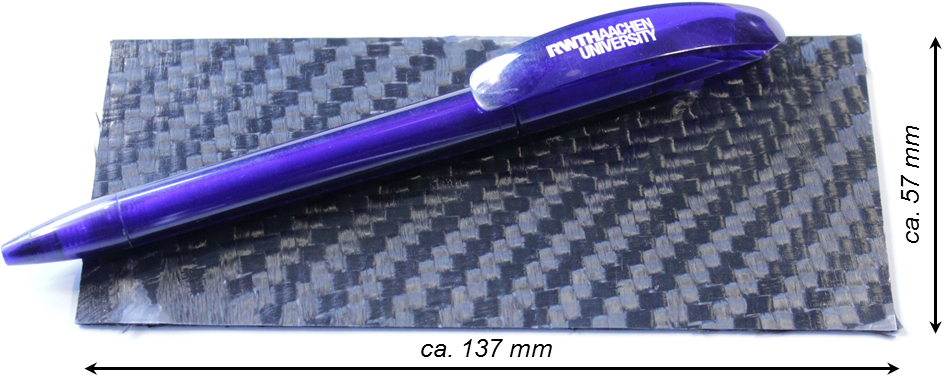 RWTHAACHEN
UNIVERSITY
ca. 57 mm
ca. 137 mm